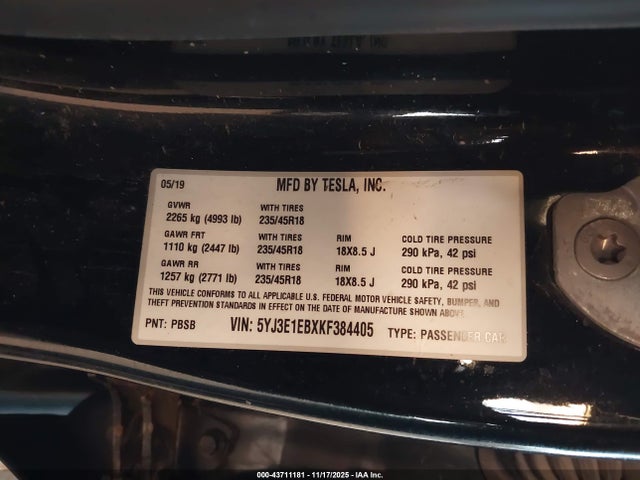 05/19 MFD BY TESLA, INC.
GVWR WITH TIRES
2265 kg (4993 lb) 235/45R18
GAWR FRT WITH TIRES RIM COLD TIRE PRESSURE
1110 kg (2447 lb) 235/45R18 18X8.5 J 290 kPa, 42 psi
GAWR RR WITH TIRES RIM COLD TIRE PRESSURE
1257 kg (2771 lb) 235/45R18 18X8.5 J 290 kPa, 42 psi
THIS VEHICLE CONFORMS TO ALL APPLICABLE U.S. FEDERAL MOTOR VEHICLE SAFETY, BUMPER, AND
THEFT PREVENTION STANDARDS IN EFFECT ON THE DATE OF MANUFACTURE SHOWN ABOVE.
PNT: PBSB VIN: 5YJ3E1EBXKF384405 TYPE: PASSENGER CAR
000-43711181 - 11/17/2025 - IAA Inc.